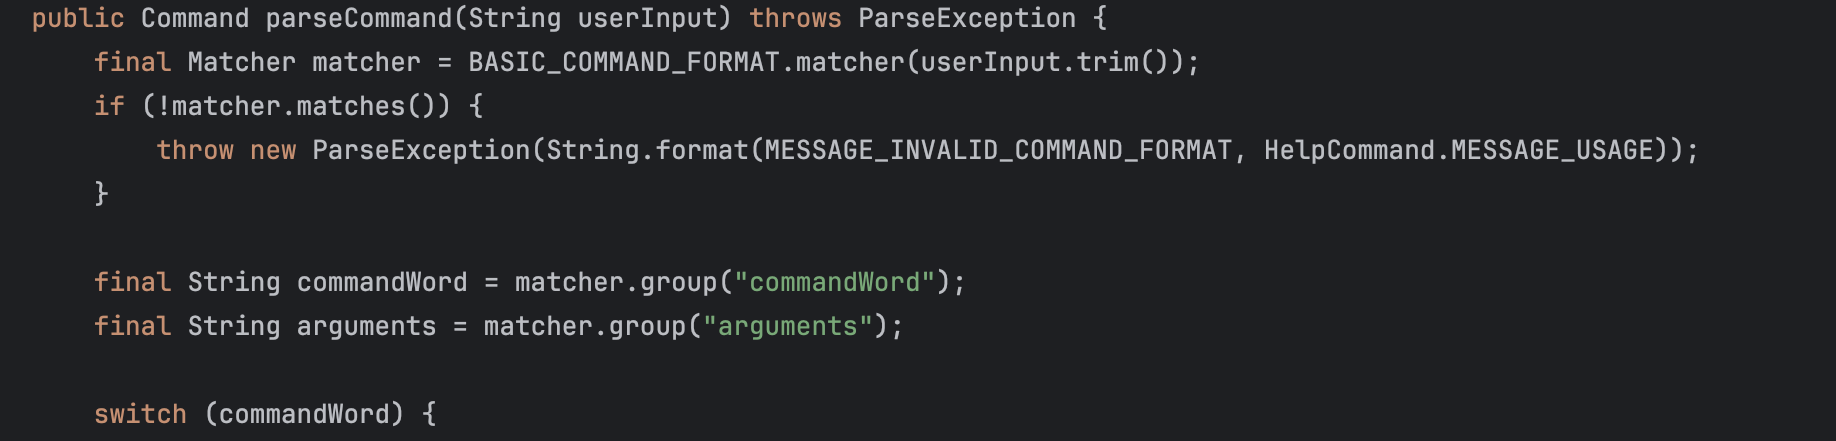 public Command parseCommand(String userInput) throws ParseException {
final Matcher matcher = BASIC_COMMAND_FORMAT.matcher(userInput.trim());
if (!matcher.matches()) {
throw new ParseException(String.format(MESSAGE_INVALID_COMMAND_FORMAT, HelpCommand.MESSAGE_USAGE));
}
final String commandWord = matcher.group("commandWord");
final String arguments = matcher.group("arguments");
switch (commandWord) {